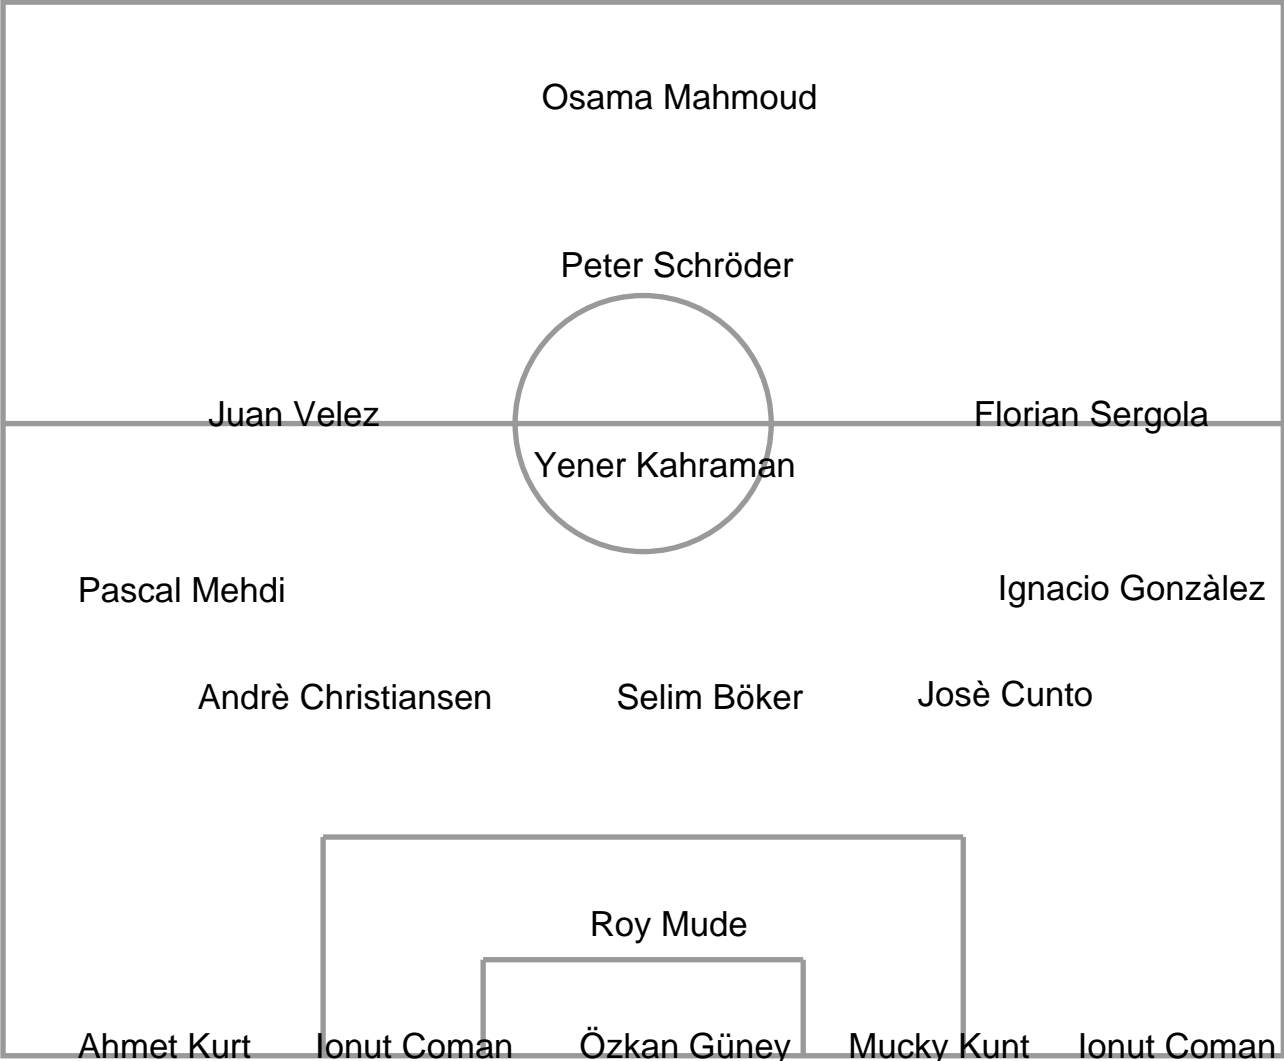 Osama Mahmoud
Peter Schröder
Juan Velez
Florian Sergola
Yener Kahraman
Pascal Mehdi
Ignacio Gonzàlez
Andrè Christiansen
Selim Böker
Josè Cunto
Roy Mude
Ahmet Kurt
Ionut Coman
Özkan Güney
Mucky Kunt
Ionut Coman